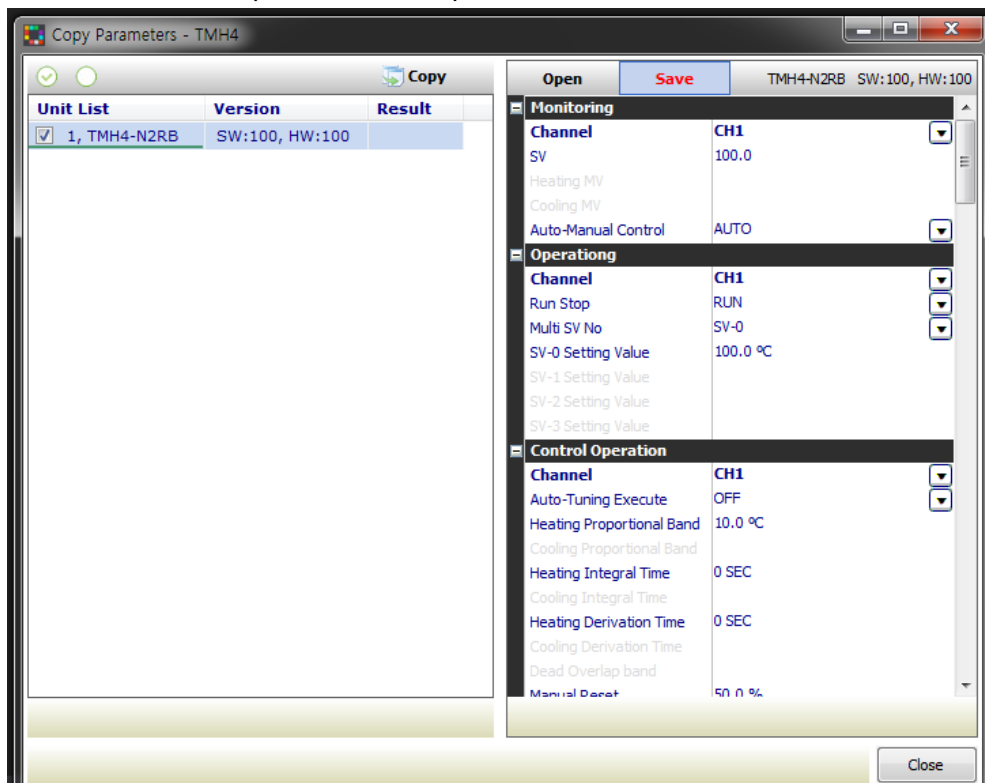 Copy Parameters - TMH4
Copy
Unit List Version Result
1, TMH4-N2RB SW:100, HW:100
Open Save TMH4-N2RB SW:100, HW:100
Monitoring
Channel CH1
SV 100.0
Heating MV
Cooling MV
Auto-Manual Control AUTO
Operationg
Channel CH1
Run Stop RUN
Multi SV No SV-0
SV-0 Setting Value 100.0 ºC
SV-1 Setting Value
SV-2 Setting Value
SV-3 Setting Value
Control Operation
Channel CH1
Auto-Tuning Execute OFF
Heating Proportional Band 10.0 ºC
Cooling Proportional Band
Heating Integral Time 0 SEC
Cooling Integral Time
Heating Derivation Time 0 SEC
Cooling Derivation Time
Dead Overlap band
Manual Reset 50.0 %
Close